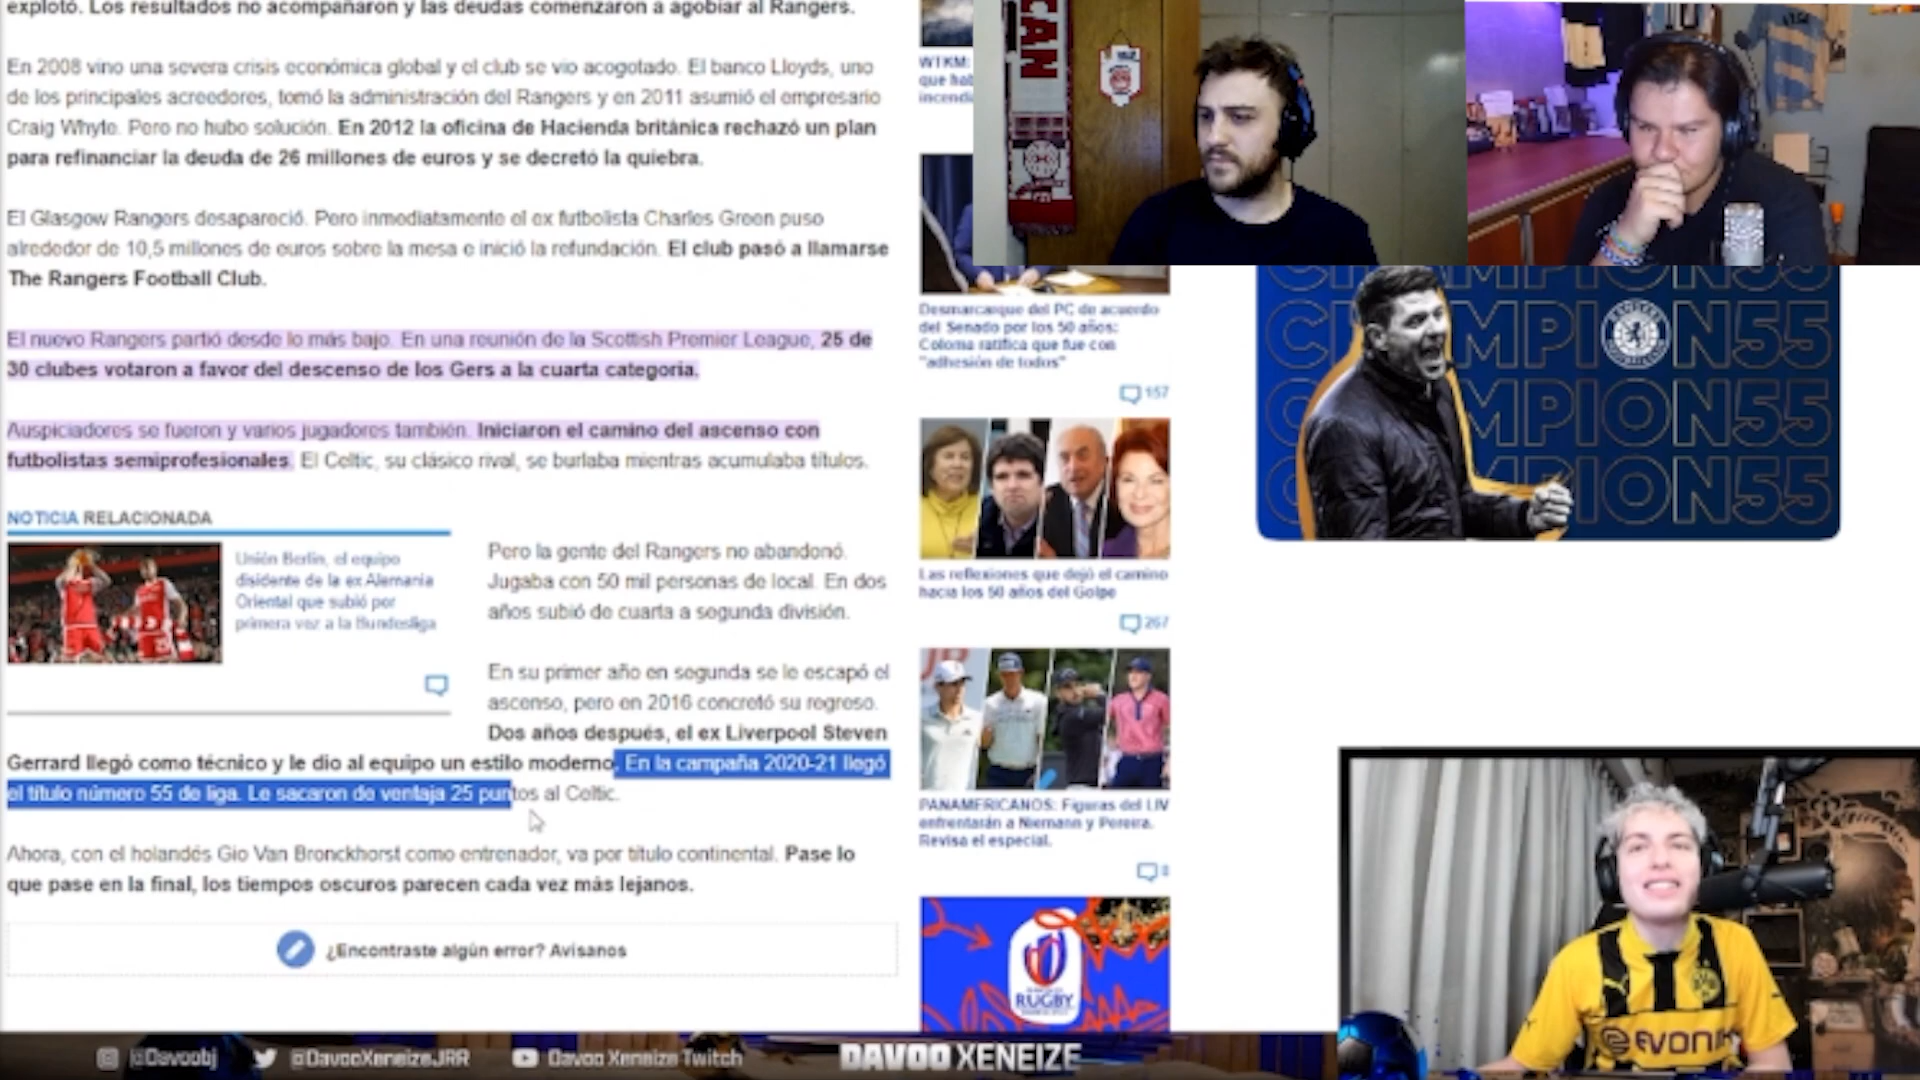 explotó. Los resultados no acompañaron y las deudas comenzaron a agobiar al Rangers.
En 2008 vino una severa crisis económica global y el club se vio acogotado. El banco Lloyds, uno
de los principales acreedores, tomó la administración del Rangers y en 2011 asumió el empresario
Craig Whyte. Pero no hubo solución. En 2012 la oficina de Hacienda británica rechazó un plan
para refinanciar la deuda de 26 millones de euros y se decretó la quiebra.
El Glasgow Rangers desapareció. Pero inmediatamente el ex futbolista Charles Green puso
alrededor de 10,5 millones de euros sobre la mesa e inició la refundación. El club pasó a llamarse
The Rangers Football Club.
El nuevo Rangers partió desde lo más bajo. En una reunión de la Scottish Premier League, 25 de
30 clubes votaron a favor del descenso de los Gers a la cuarta categoría.
Auspiciadores se fueron y varios jugadores también. Iniciaron el camino del ascenso con
futbolistas semiprofesionales. El Celtic, su clásico rival, se burlaba mientras acumulaba títulos.
NOTICIA RELACIONADA
Unión Berlín, el equipo
disidente de la ex Alemania
Oriental que subió por
primera vez a la Bundesliga
Pero la gente del Rangers no abandonó.
Jugaba con 50 mil personas de local. En dos
años subió de cuarta a segunda división.
En su primer año en segunda se le escapó el
ascenso, pero en 2016 concretó su regreso.
Dos años después, el ex Liverpool Steven
Gerrard llegó como técnico y le dio al equipo un estilo moderno. En la campaña 2020-21 llegó
el título número 55 de liga. Le sacaron de ventaja 25 puntos al Celtic.
Ahora, con el holandés Gio Van Bronckhorst como entrenador, va por título continental. Pase lo
que pase en la final, los tiempos oscuros parecen cada vez más lejanos.
¿Encontraste algún error? Avísanos
W1KM:
que hab
incendi
Desmarcarque del PC de acuerdo
del Senado por los 50 años:
Coloma ratifica que fue con
"adhesión de todos"
157
Las reflexiones que dejó el camino
hacia los 50 años del Golpe
267
PANAMERICANOS: Figuras del LIV
enfrentarán a Niemann y Pereira.
Revisa el especial.
8
RUGBY
CAN
CHAMPION55
MPION55
MPION55
MPION55
EVONIK
@Davoobj
@DavooXeneizeJRR
Davoo Xeneize Twitch
DAVOO XENEIZE